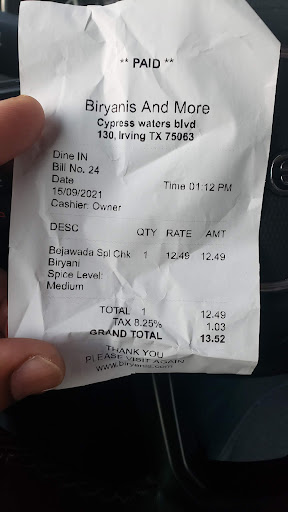 ** PAID **
Biryanis And More
Cypress waters blvd
130, Irving TX 75063
Dine IN
Bill No. 24
Date Time 01:12 PM
15/09/2021
Cashier: Owner
DESC QTY RATE AMT
Bejawada Spl Chk 1 12.49 12.49
Biryani
Spice Level:
Medium
TOTAL 1 12.49
TAX 8.25% 1.03
GRAND TOTAL 13.52
THANK YOU
PLEASE VISIT AGAIN
www.biryanis.com